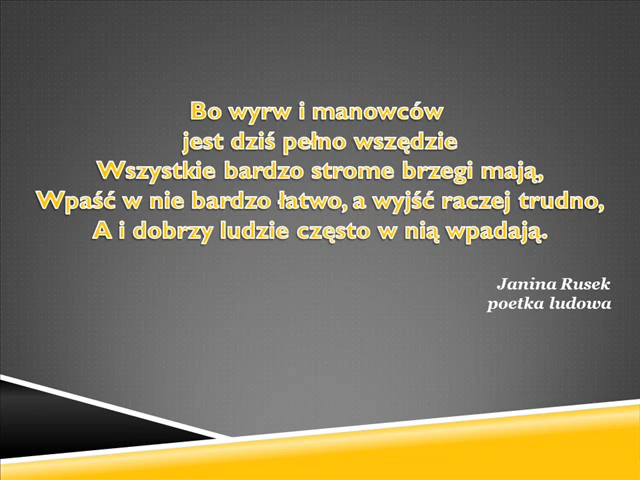 Bo wyrw i manowców
jest dziś pełno wszędzie
Wszystkie bardzo strome brzegi mają,
Wpaść w nie bardzo łatwo, a wyjść raczej trudno,
A i dobrzy ludzie często w nią wpadają.
Janina Rusek
poetka ludowa